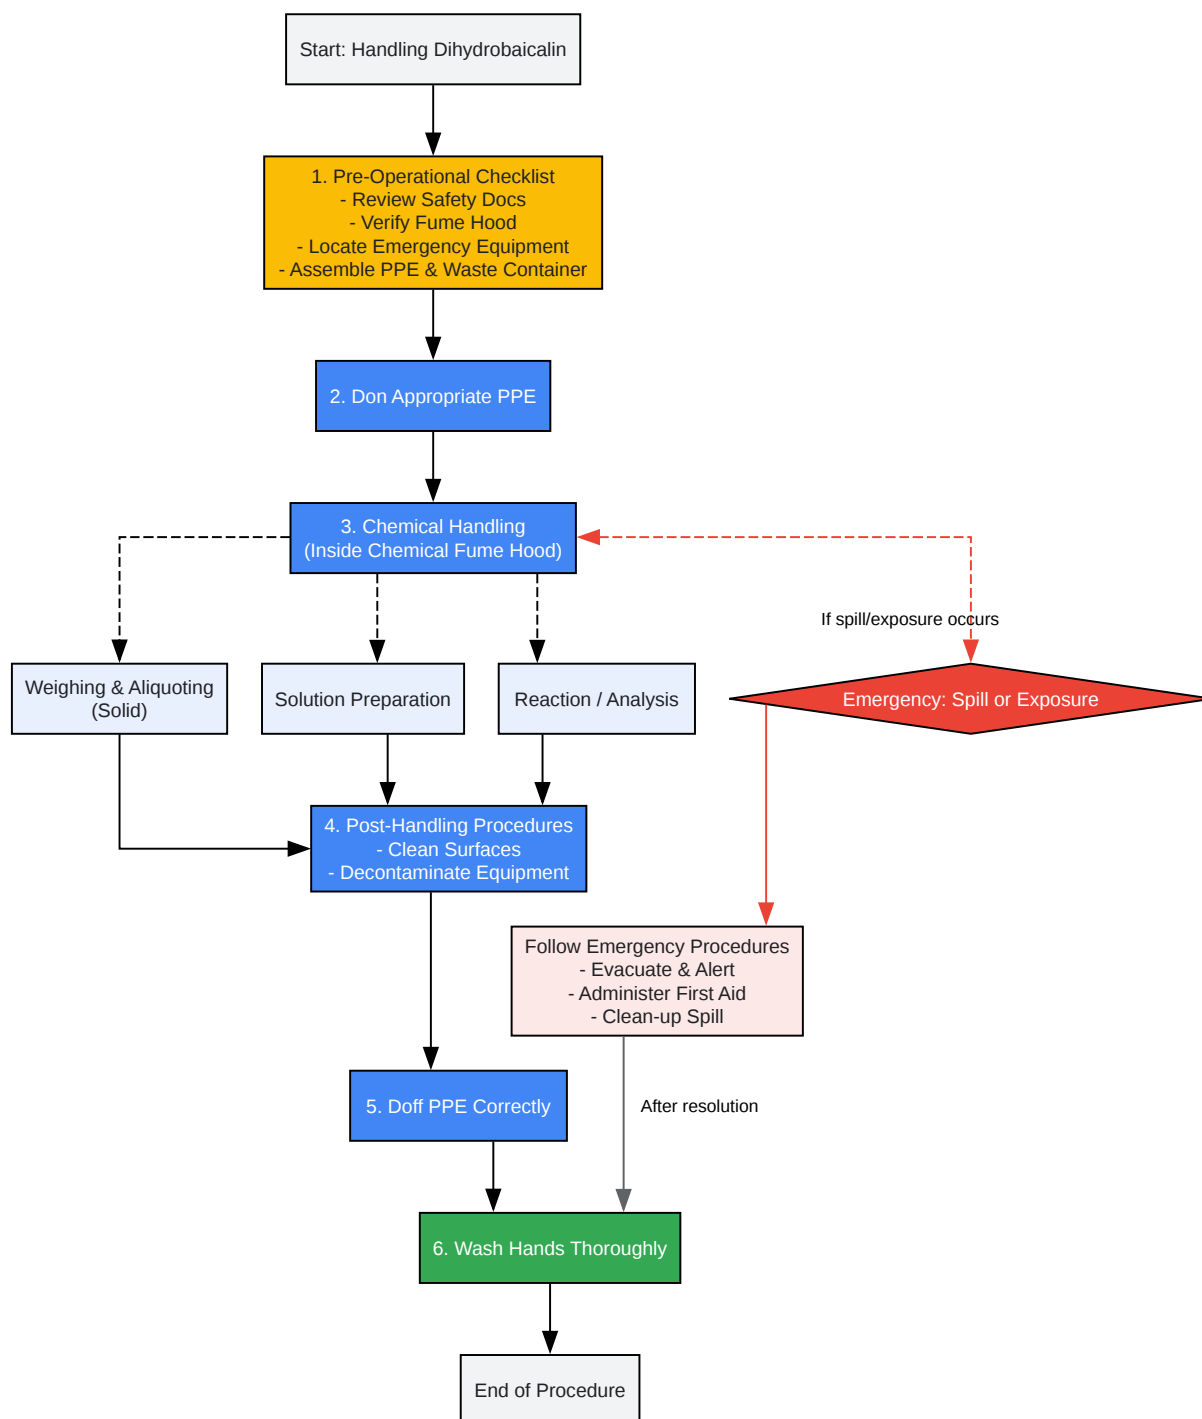 Start: Handling Dihydrobaicalin
1. Pre-Operational Checklist
- Review Safety Docs
- Verify Fume Hood
- Locate Emergency Equipment
- Assemble PPE & Waste Container
2. Don Appropriate PPE
3. Chemical Handling
(Inside Chemical Fume Hood)
If spill/exposure occurs
Weighing & Aliquoting
(Solid)
Solution Preparation
Reaction / Analysis
Emergency: Spill or Exposure
4. Post-Handling Procedures
- Clean Surfaces
- Decontaminate Equipment
Follow Emergency Procedures
- Evacuate & Alert
- Administer First Aid
- Clean-up Spill
5. Doff PPE Correctly
After resolution
6. Wash Hands Thoroughly
End of Procedure